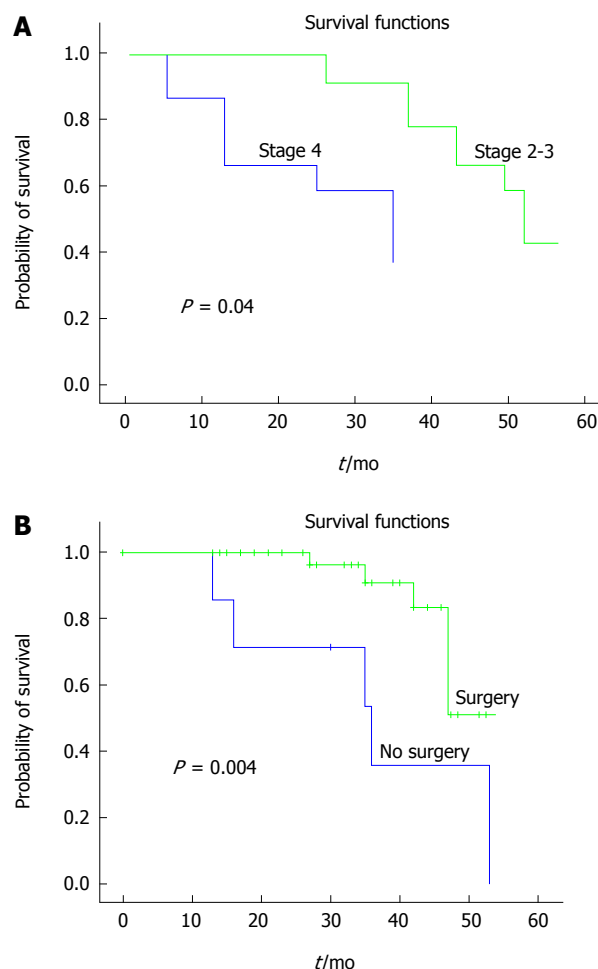 A
Survival functions
Probability of survival
1.0
0.8
0.6
0.4
0.2
0.0
Stage 4
Stage 2-3
P = 0.04
0 10 20 30 40 50 60
t/mo
B
Survival functions
Probability of survival
1.0
0.8
0.6
0.4
0.2
0.0
Surgery
No surgery
P = 0.004
0 10 20 30 40 50 60
t/mo